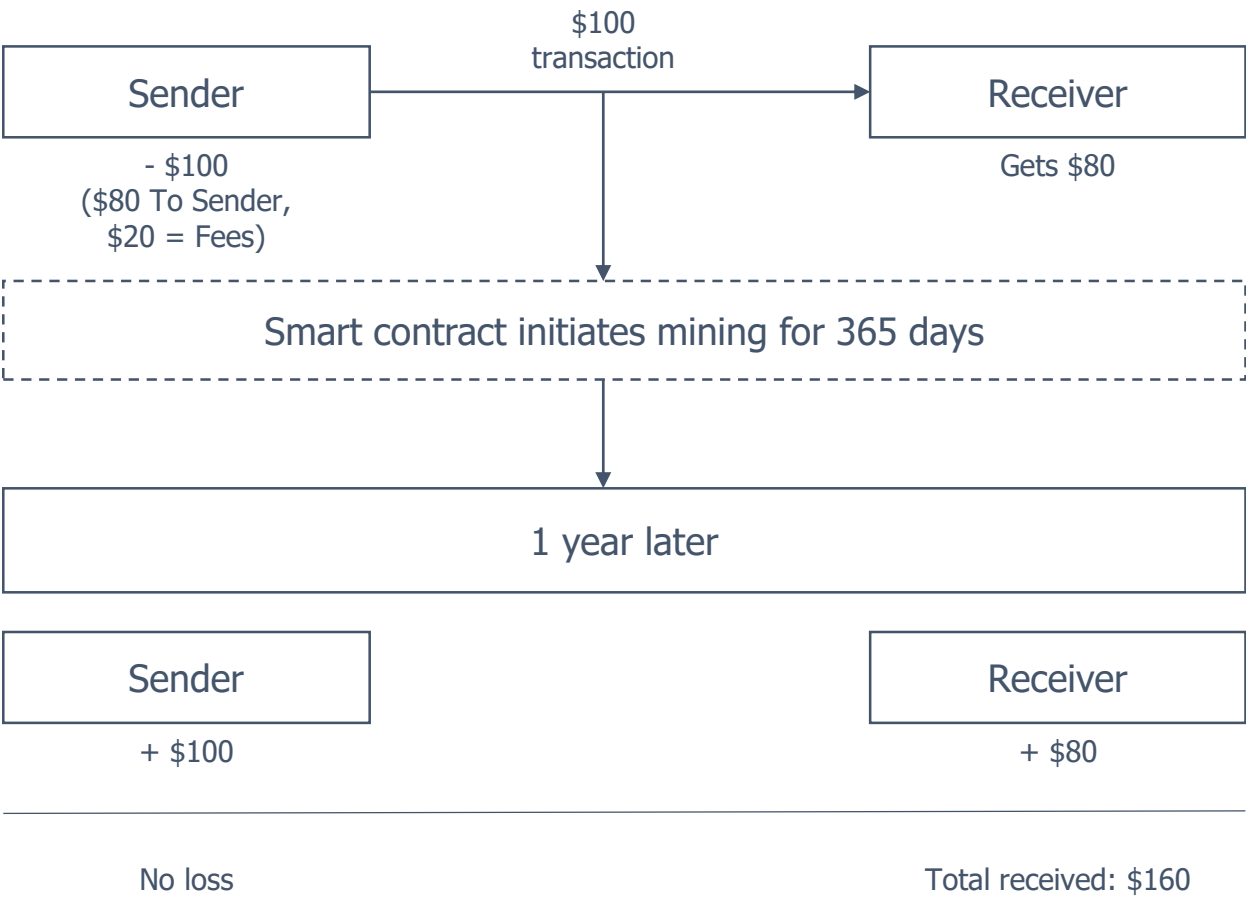 $100
transaction
Sender
Receiver
- $100
($80 To Sender,
$20 = Fees)
Gets $80
Smart contract initiates mining for 365 days
1 year later
Sender
Receiver
+ $100
+ $80
No loss
Total received: $160